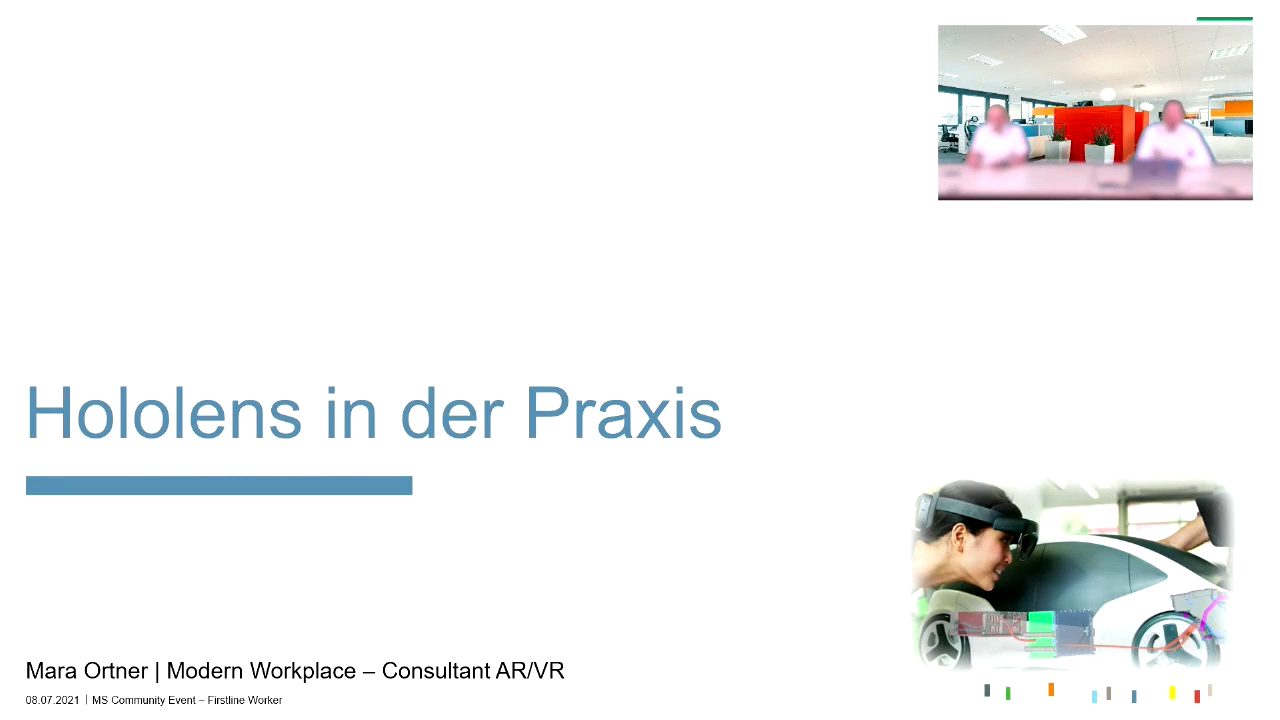 Hololens in der Praxis
Mara Ortner | Modern Workplace – Consultant AR/VR
08.07.2021 | MS Community Event – Firstline Worker